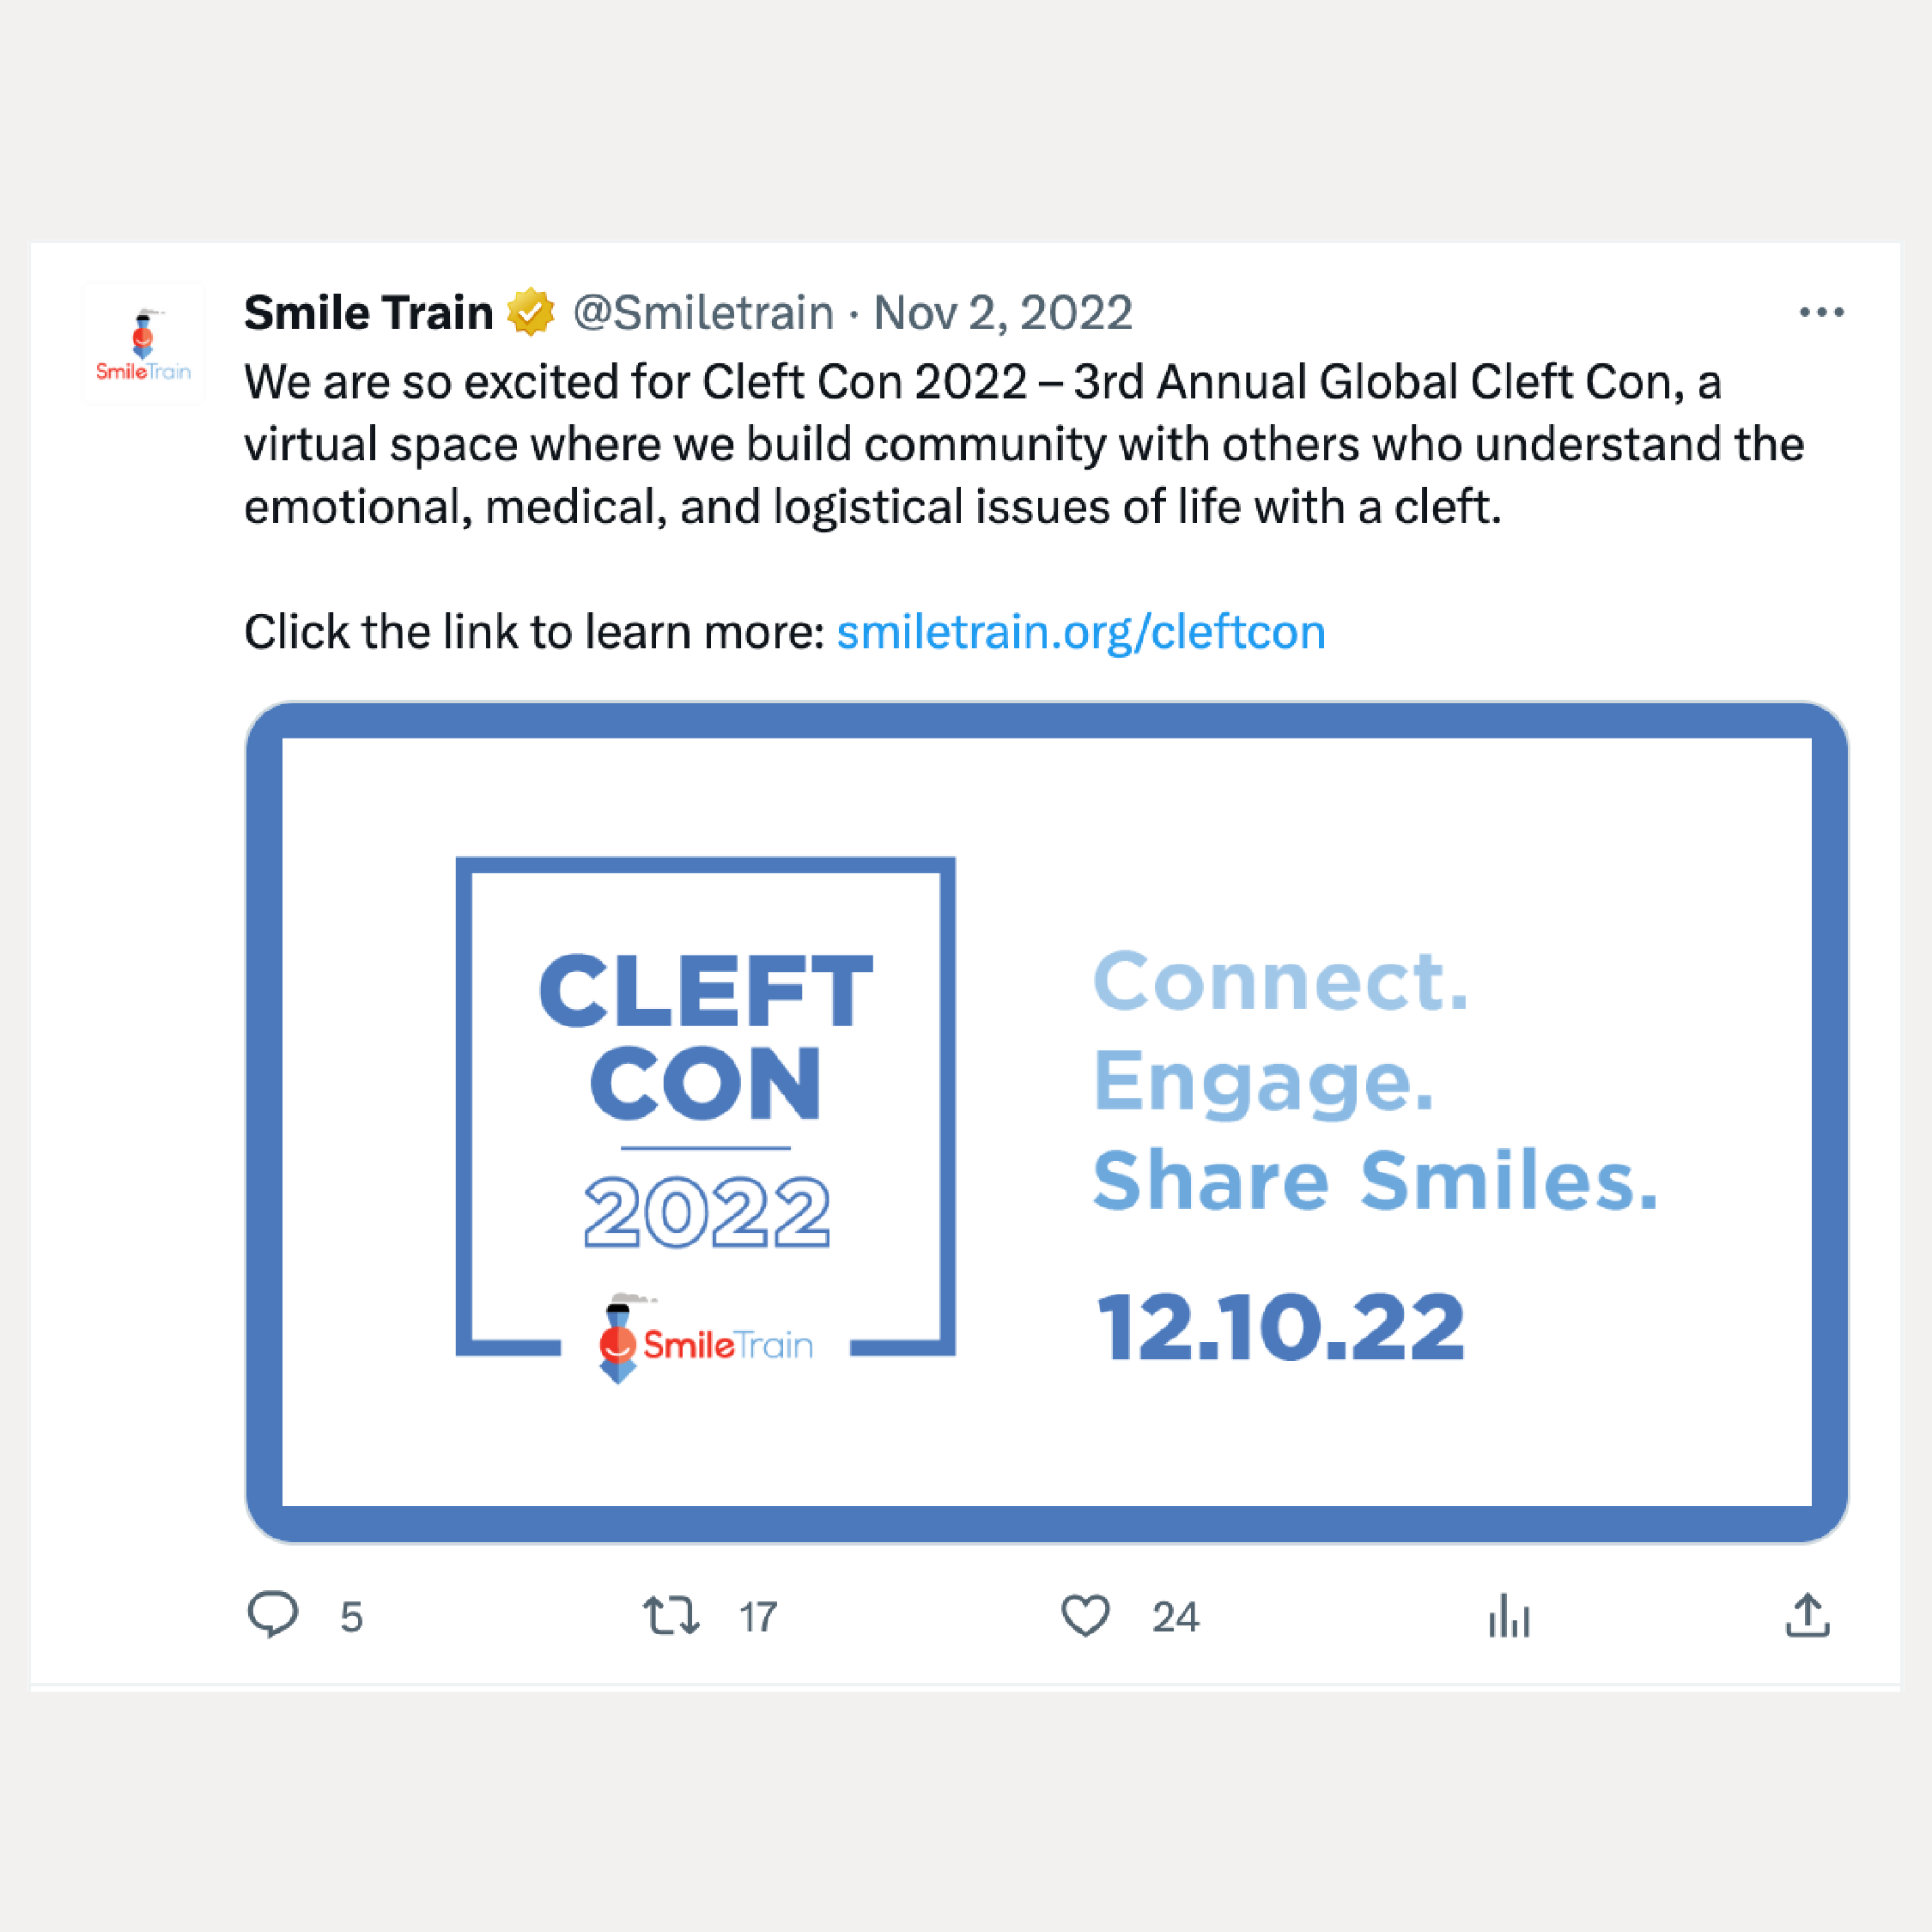 SmileTrain
Smile Train @Smiletrain · Nov 2, 2022
We are so excited for Cleft Con 2022 – 3rd Annual Global Cleft Con, a
virtual space where we build community with others who understand the
emotional, medical, and logistical issues of life with a cleft.
Click the link to learn more: smiletrain.org/cleftcon
CLEFT
CON
2022
SmileTrain
Connect.
Engage.
Share Smiles.
12.10.22
5 17 24